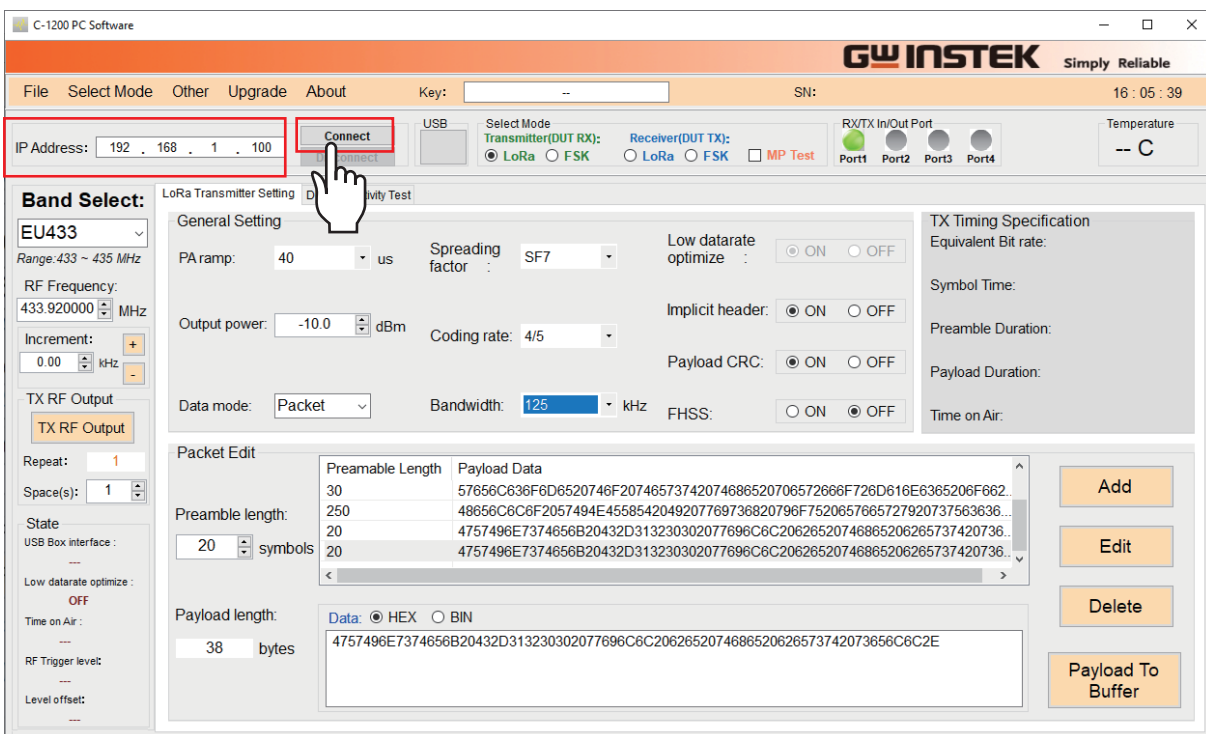 C-1200 PC Software
GW INSTEK Simply Reliable
File Select Mode Other Upgrade About Key: -- SN: 16 : 05 : 39
IP Address: 192 . 168 . 1 . 100
Connect
USB
Select Mode
Transmitter(DUT RX): Receiver(DUT TX):
LoRa FSK LoRa FSK MP Test
RX/TX In/Out Port
Port1 Port2 Port3 Port4
Temperature
-- C
Band Select:
EU433
Range:433 ~ 435 MHz
RF Frequency:
433.920000 MHz
Increment: +
0.00 kHz -
TX RF Output
TX RF Output
Repeat: 1
Space(s): 1
State
USB Box interface :
---
Low datarate optimize :
OFF
Time on Air :
---
RF Trigger level:
---
Level offset:
---
LoRa Transmitter Setting
General Setting
PA ramp: 40 us
Output power: -10.0 dBm
Data mode: Packet
Spreading factor : SF7
Coding rate: 4/5
Bandwidth: 125 kHz
Low datarate optimize : ON OFF
Implicit header: ON OFF
Payload CRC: ON OFF
FHSS: ON OFF
TX Timing Specification
Equivalent Bit rate:
Symbol Time:
Preamble Duration:
Payload Duration:
Time on Air:
Packet Edit
Preamble length:
20 symbols
Preamable Length Payload Data
30 57656C636F6D6520746F20746573742074686520706572666F726D616E6365206F662..
250 48656C6C6F2057494E4558542049207769736820796F7520657665727920737563636...
20 4757496E7374656B20432D313230302077696C6C206265207468652062657374207 36...
20 4757496E7374656B20432D313230302077696C6C20626520746865206265737420736..
Payload length:
38 bytes
Data: HEX BIN
4757496E7374656B20432D313230302077696C6C206265207468652062657374207 3656C6C2E
Add
Edit
Delete
Payload To
Buffer